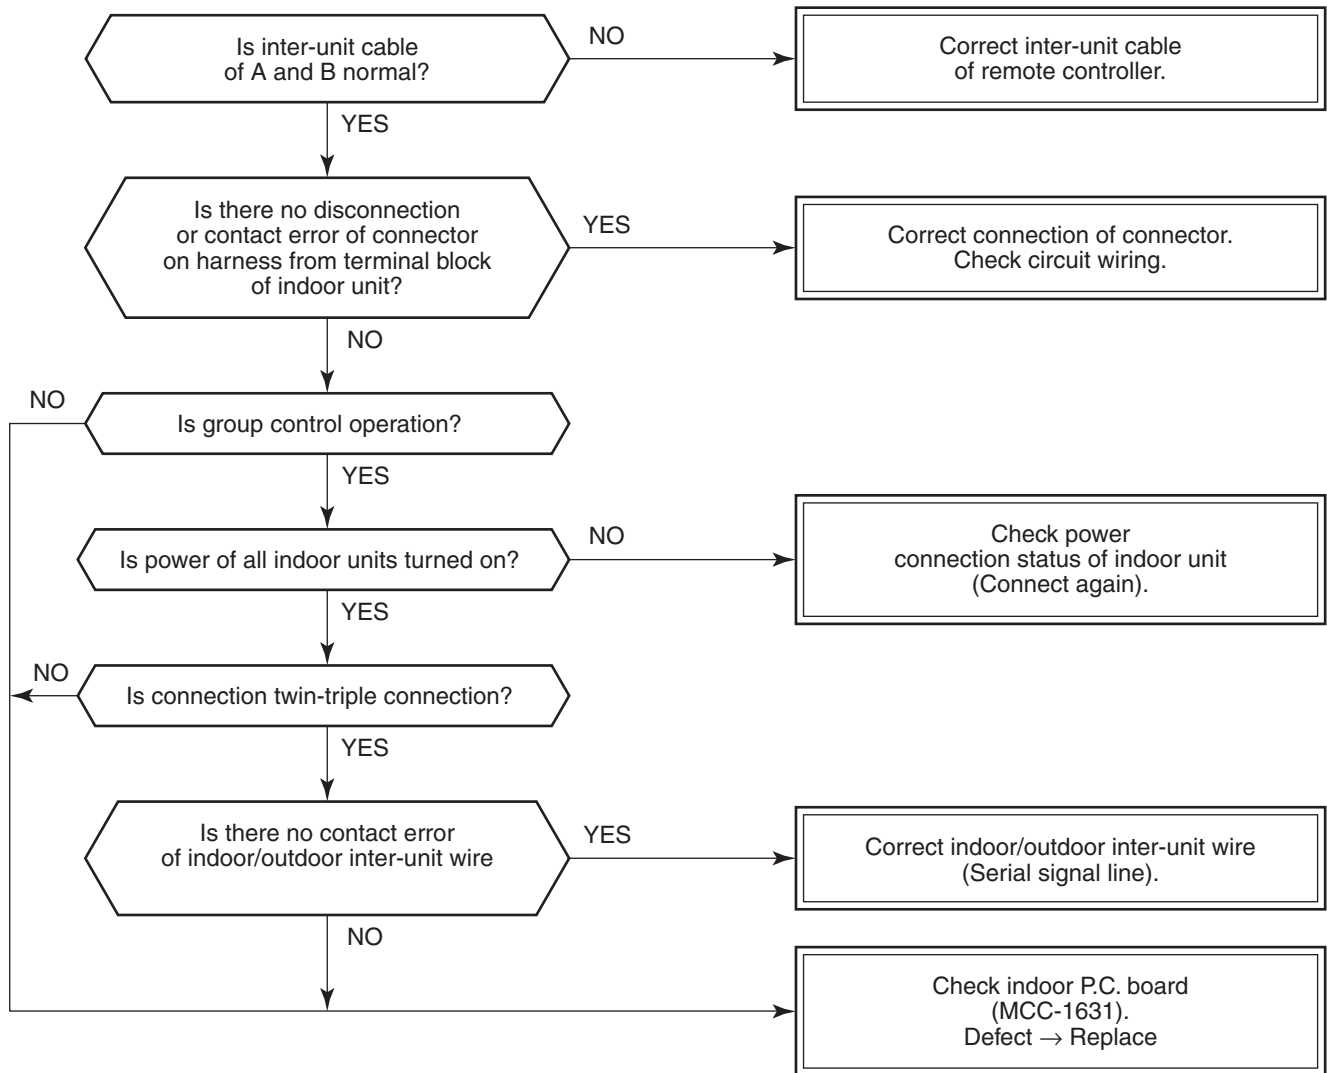 Is inter-unit cable
of A and B normal?
NO
Correct inter-unit cable
of remote controller.
YES
Is there no disconnection
or contact error of connector
on harness from terminal block
of indoor unit?
YES
Correct connection of connector.
Check circuit wiring.
NO
NO
Is group control operation?
YES
Is power of all indoor units turned on?
NO
Check power
connection status of indoor unit
(Connect again).
YES
NO
Is connection twin-triple connection?
YES
Is there no contact error
of indoor/outdoor inter-unit wire
YES
Correct indoor/outdoor inter-unit wire
(Serial signal line).
NO
Check indoor P.C. board
(MCC-1631).
Defect → Replace